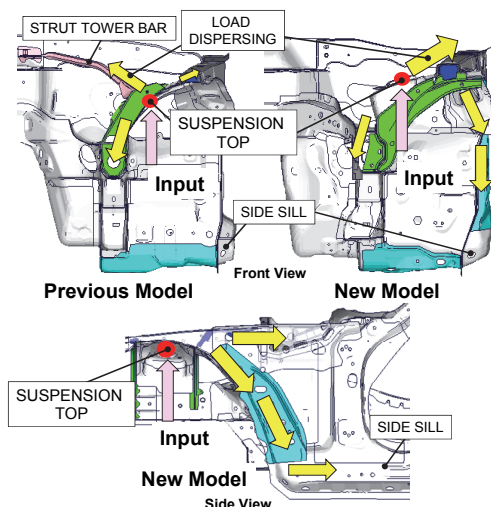 STRUT TOWER BAR
LOAD
DISPERSING
SUSPENSION
TOP
Input
Input
SIDE SILL
Front View
Previous Model
New Model
SUSPENSION
TOP
Input
SIDE SILL
New Model
Side View